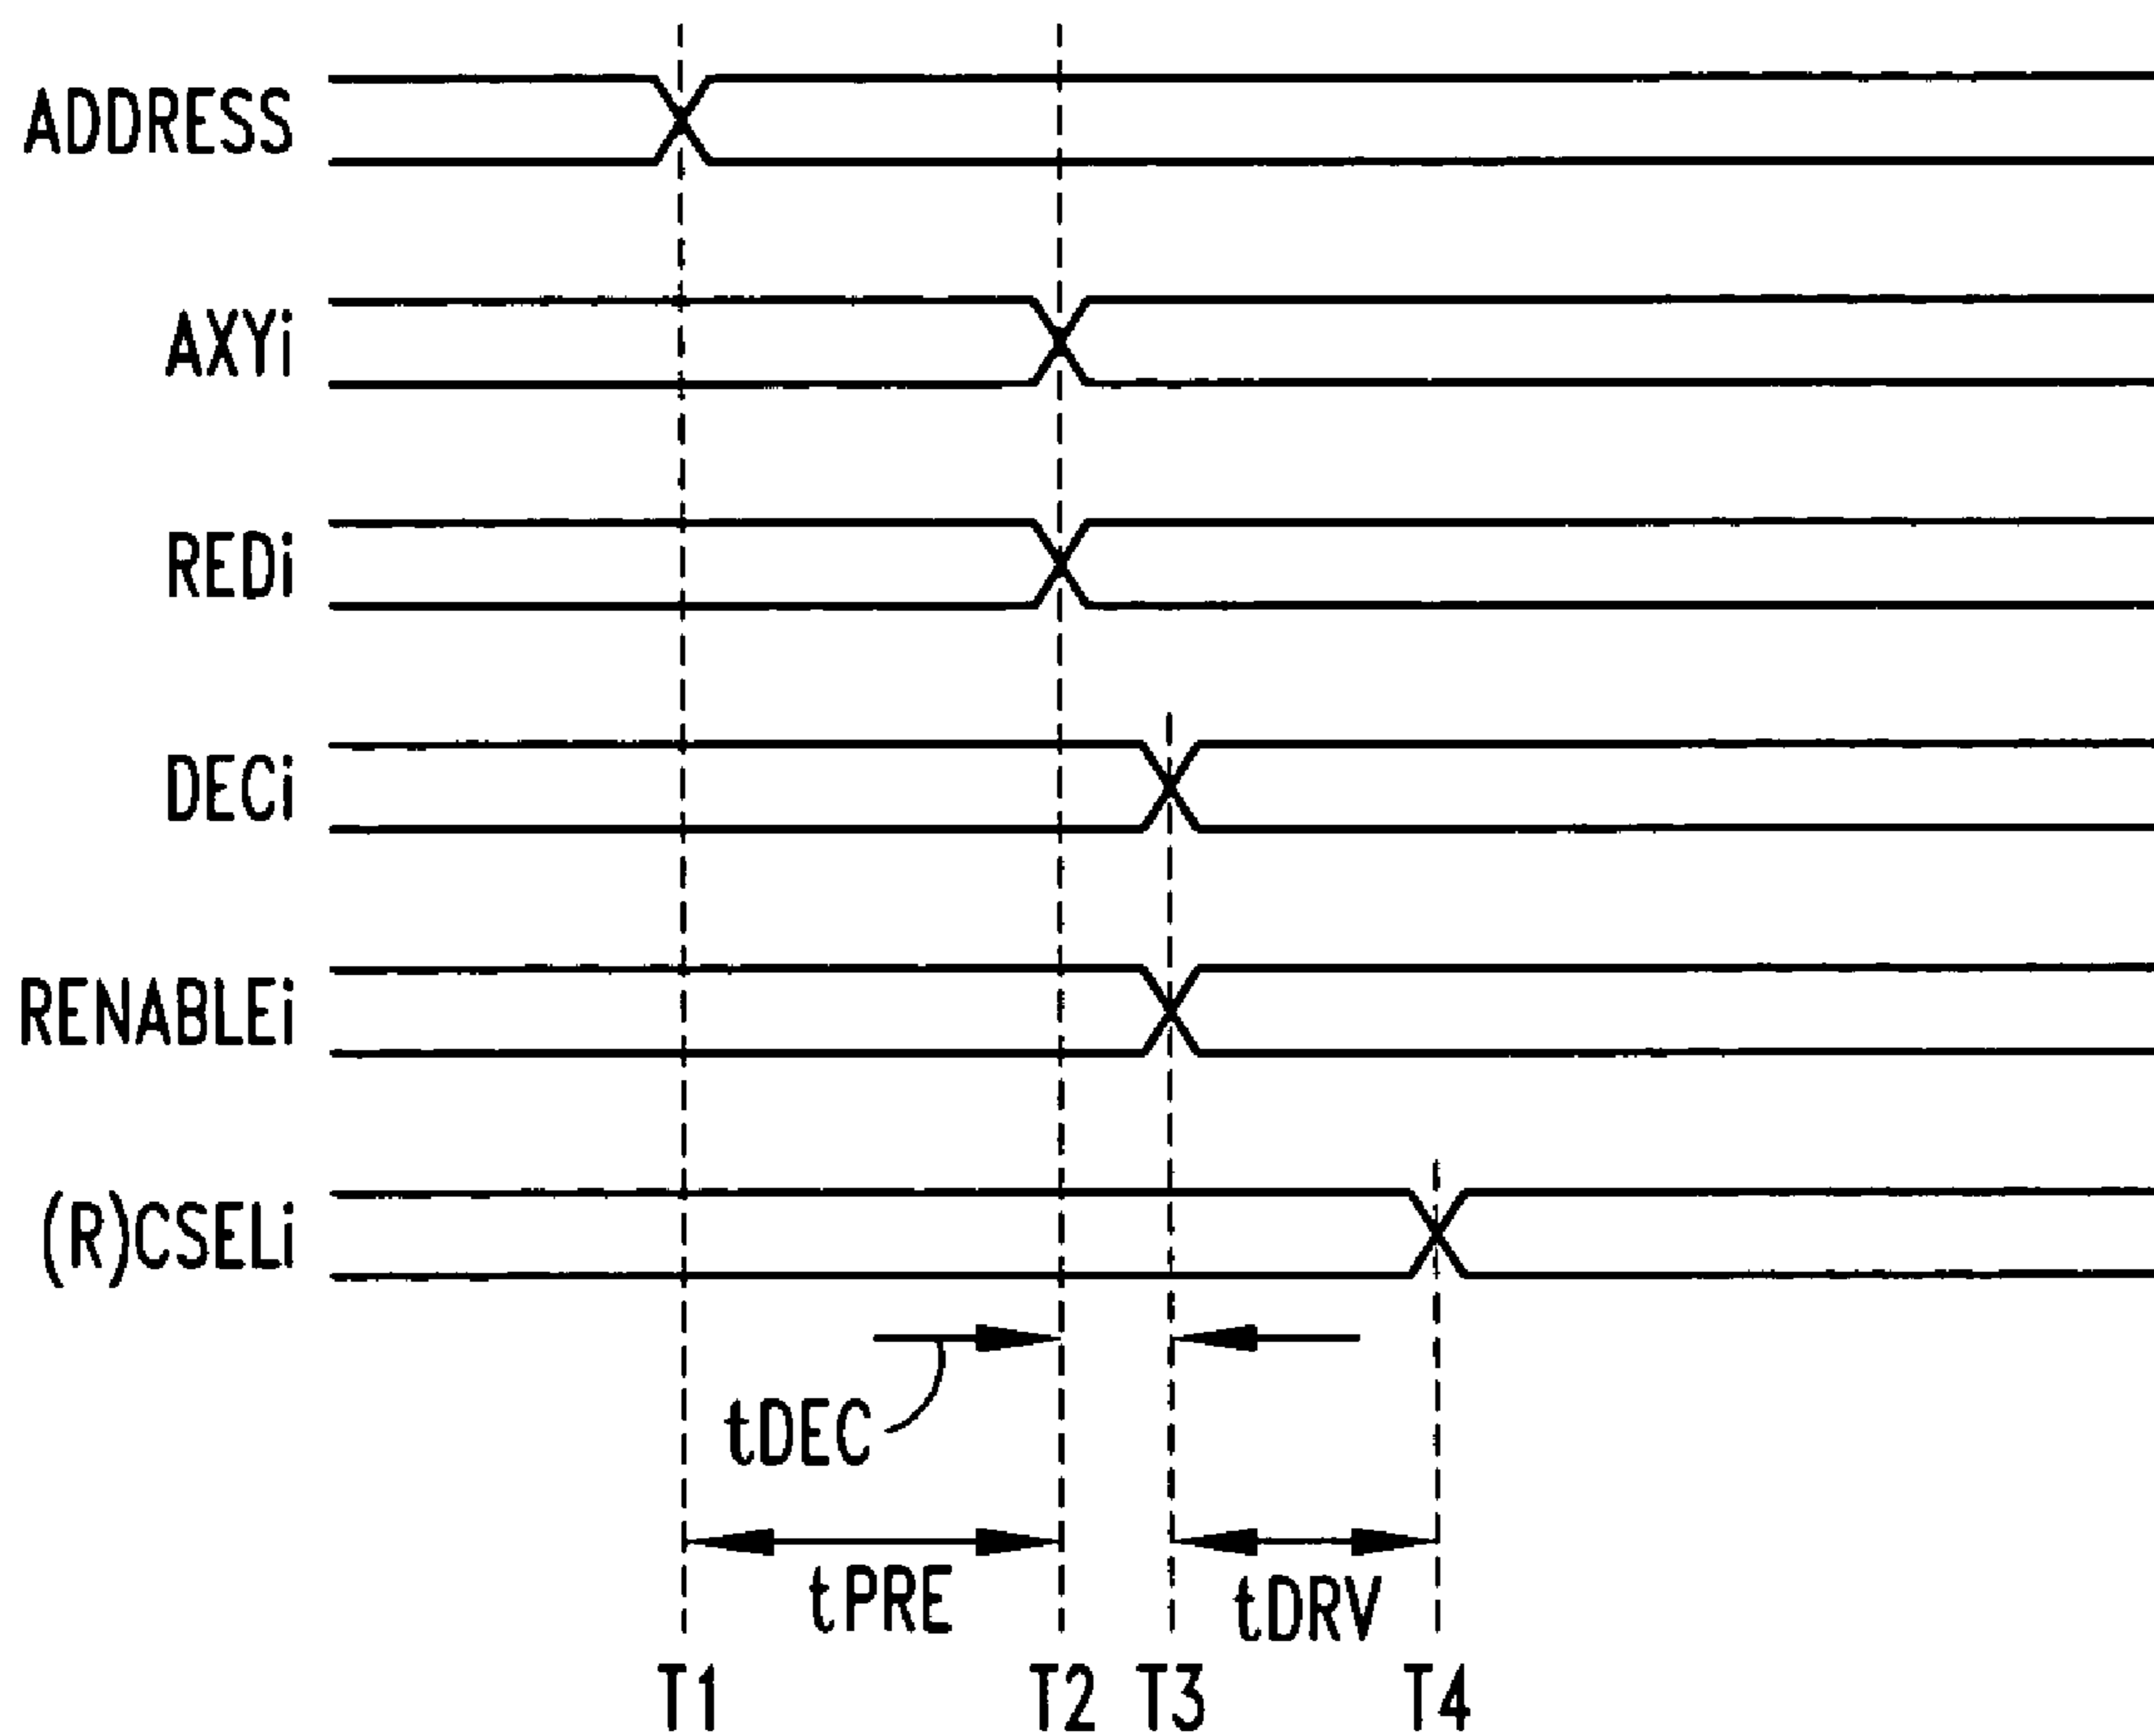 ADDRESS
AXYi
REDi
DECi
RENABLEi
(R)CSELi
tDEC
tPRE
tDRV
T1 T2 T3 T4